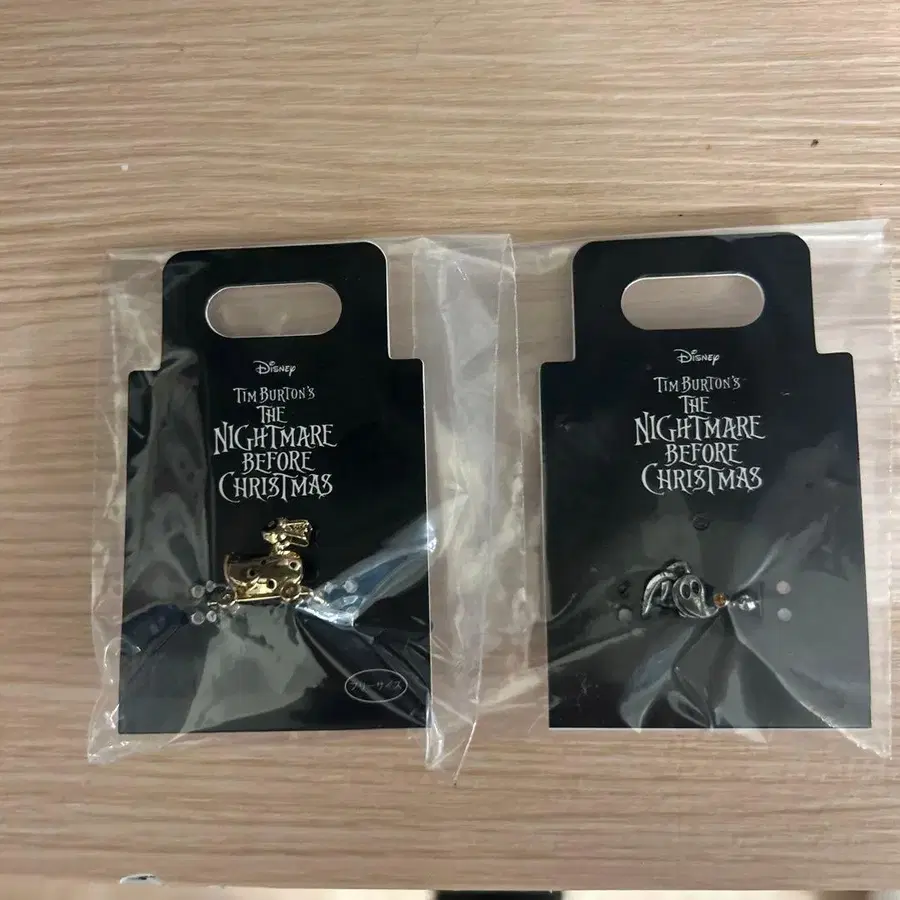 Disney
TIM BURTON'S
THE
NIGHTMARE
BEFORE
CHRISTMAS
フリーサイズ
Disney
TIM BURTON'S
THE
NIGHTMARE
BEFORE
CHRISTMAS